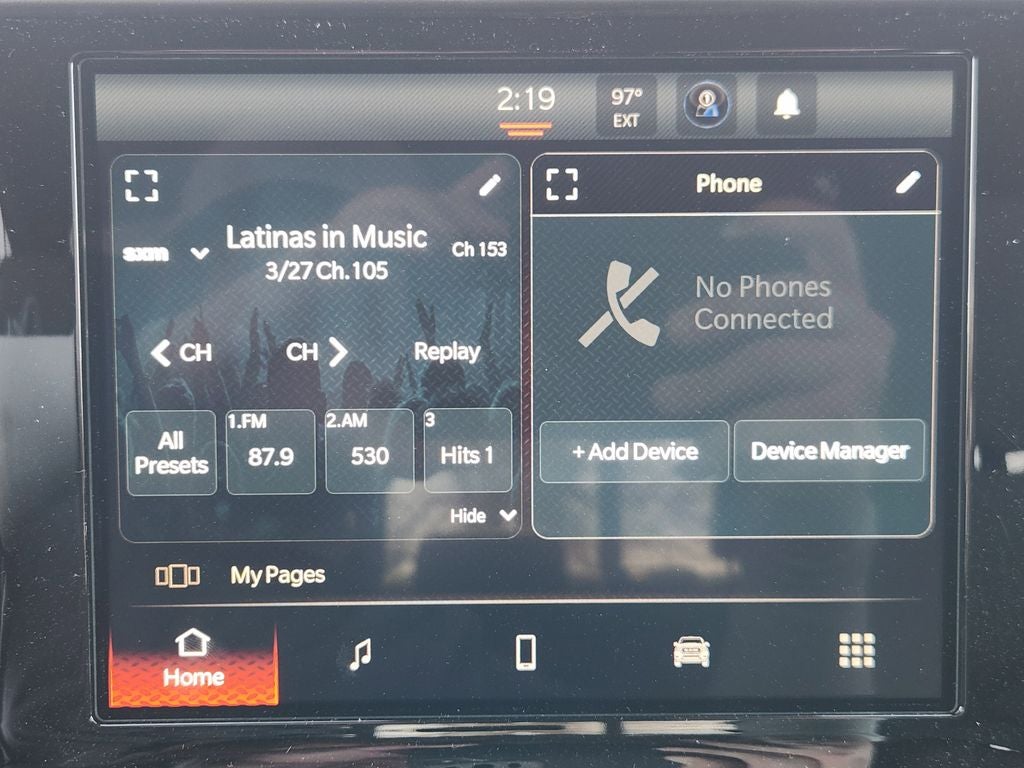 2:19
97°
EXT
1
sxm
Latinas in Music
Ch 153
3/27 Ch.105
CH
CH
Replay
All
Presets
1.FM
87.9
2.AM
530
3
Hits 1
Hide
Phone
No Phones
Connected
+ Add Device
Device Manager
My Pages
Home